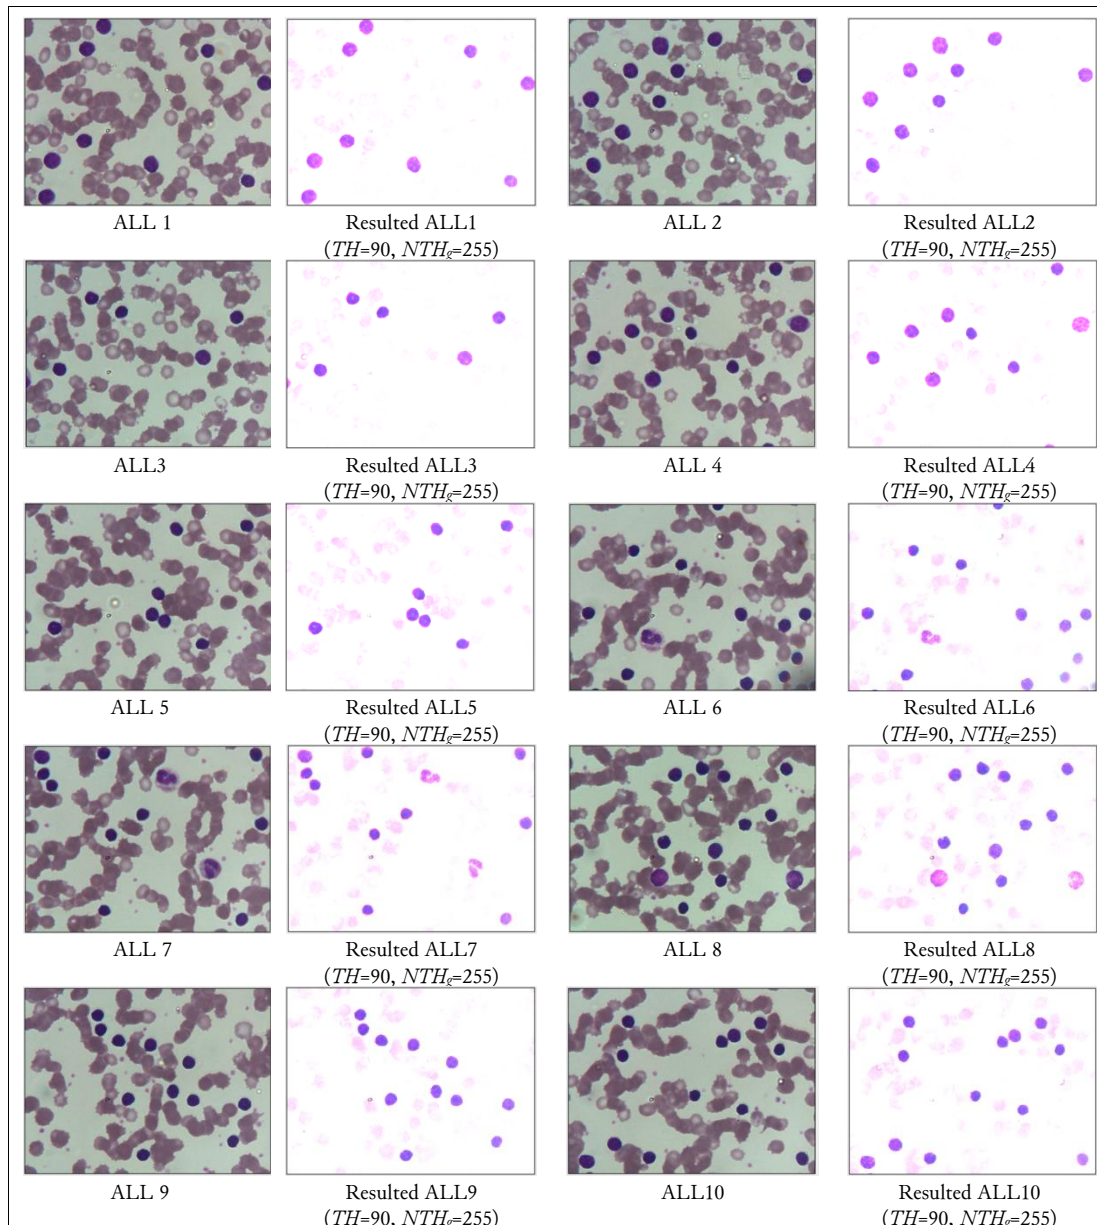 ALL 1
Resulted ALL1
(TH=90, NTHg=255)
ALL 2
Resulted ALL2
(TH=90, NTHg=255)
ALL3
Resulted ALL3
(TH=90, NTHg=255)
ALL 4
Resulted ALL4
(TH=90, NTHg=255)
ALL 5
Resulted ALL5
(TH=90, NTHg=255)
ALL 6
Resulted ALL6
(TH=90, NTHg=255)
ALL 7
Resulted ALL7
(TH=90, NTHg=255)
ALL 8
Resulted ALL8
(TH=90, NTHg=255)
ALL 9
Resulted ALL9
(TH=90, NTHg=255)
ALL10
Resulted ALL10
(TH=90, NTHg=255)